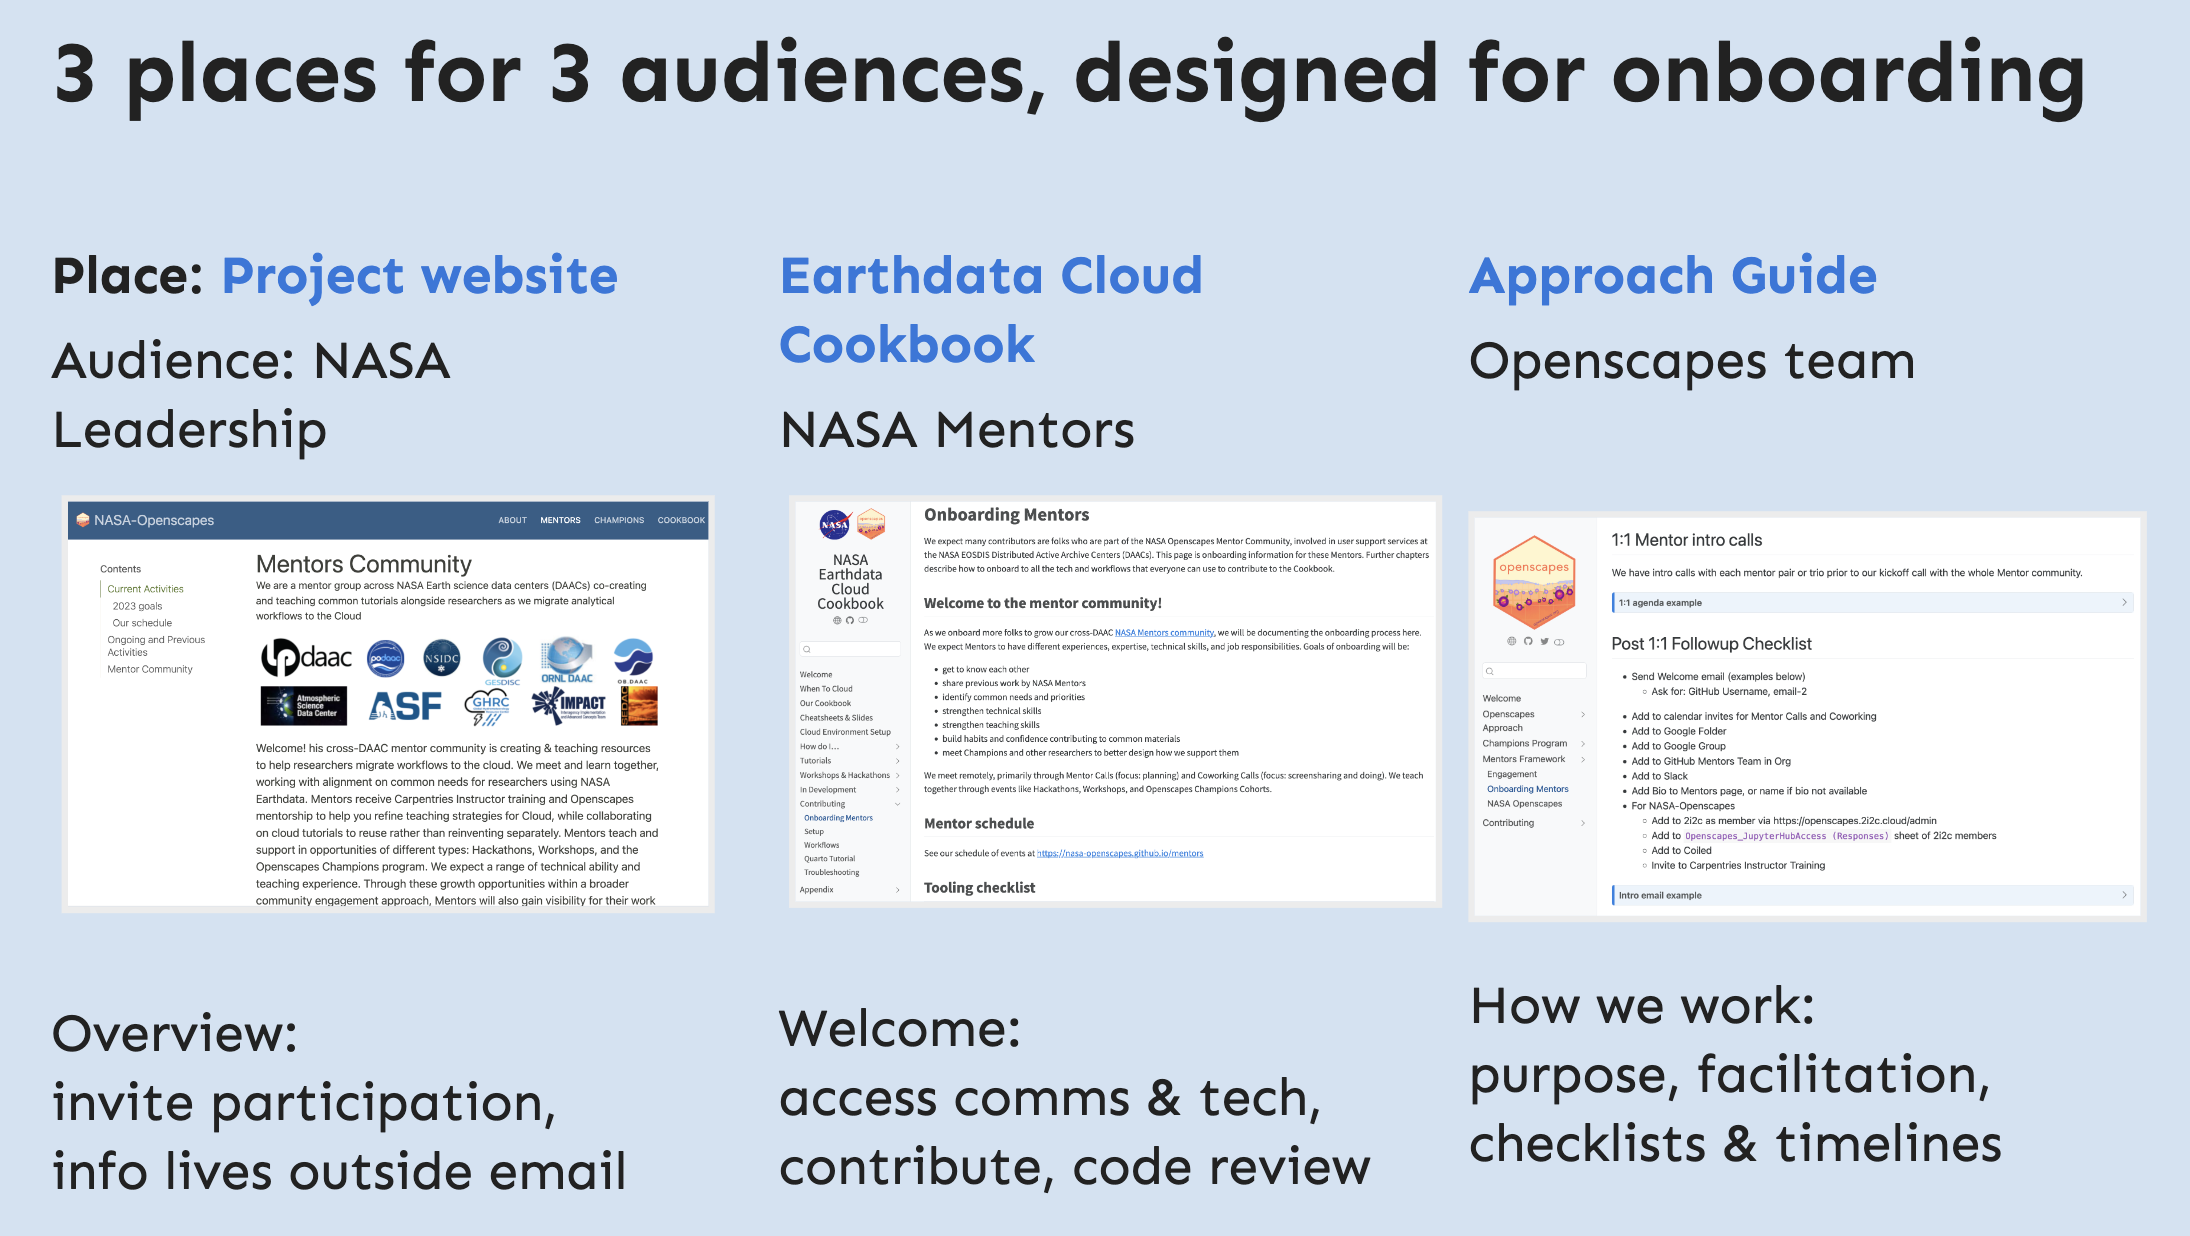 3 places for 3 audiences, designed for onboarding
Place: Project website
Audience: NASA
Leadership
NASA-Openscapes
ABOUT MENTORS CHAMPIONS COOKBOOK
Contents
Current Activities
2023 goals
Our schedule
Ongoing and Previous
Activities
Mentor Community
Mentors Community
We are a mentor group across NASA Earth science data centers (DAACs) co-creating
and teaching common tutorials alongside researchers as we migrate analytical
workflows to the Cloud
lpdaac
podaac
NSIDC
GESDISC
ORNL DAAC
OB.DAAC
Atmospheric
Science
Data Center
ASF
GHRC
IMPACT
SEDAC
Welcome! his cross-DAAC mentor community is creating & teaching resources
to help researchers migrate workflows to the cloud. We meet and learn together,
working with alignment on common needs for researchers using NASA
Earthdata. Mentors receive Carpentries Instructor training and Openscapes
mentorship to help you refine teaching strategies for Cloud, while collaborating
on cloud tutorials to reuse rather than reinventing separately. Mentors teach and
support in opportunities of different types: Hackathons, Workshops, and the
Openscapes Champions program. We expect a range of technical ability and
teaching experience. Through these growth opportunities within a broader
community engagement approach, Mentors will also gain visibility for their work
Overview:
invite participation,
info lives outside email
Earthdata Cloud
Cookbook
NASA Mentors
NASA
openscapes
NASA
Earthdata
Cloud
Cookbook
Welcome
When To Cloud
Our Cookbook
Cheatsheets & Slides
Cloud Environment Setup
How do I...
Tutorials
Workshops & Hackathons
In Development
Contributing
Onboarding Mentors
Setup
Workflows
Quarto Tutorial
Troubleshooting
Appendix
Onboarding Mentors
We expect many contributors are folks who are part of the NASA Openscapes Mentor Community, involved in user support services at
the NASA EOSDIS Distributed Active Archive Centers (DAACs). This page is onboarding information for these Mentors. Further chapters
describe how to onboard to all the tech and workflows that everyone can use to contribute to the Cookbook.
Welcome to the mentor community!
As we onboard more folks to grow our cross-DAAC NASA Mentors community, we will be documenting the onboarding process here.
We expect Mentors to have different experiences, expertise, technical skills, and job responsibilities. Goals of onboarding will be:
• get to know each other
• share previous work by NASA Mentors
• identify common needs and priorities
• strengthen technical skills
• strengthen teaching skills
• build habits and confidence contributing to common materials
• meet Champions and other researchers to better design how we support them
We meet remotely, primarily through Mentor Calls (focus: planning) and Coworking Calls (focus: screensharing and doing). We teach
together through events like Hackathons, Workshops, and Openscapes Champions Cohorts.
Mentor schedule
See our schedule of events at https://nasa-openscapes.github.io/mentors
Tooling checklist
Welcome:
access comms & tech,
contribute, code review
Approach Guide
Openscapes team
openscapes
Welcome
Openscapes
Approach
Champions Program
Mentors Framework
Engagement
Onboarding Mentors
NASA Openscapes
Contributing
1:1 Mentor intro calls
We have intro calls with each mentor pair or trio prior to our kickoff call with the whole Mentor community.
1:1 agenda example
Post 1:1 Followup Checklist
• Send Welcome email (examples below)
◦ Ask for: GitHub Username, email-2
• Add to calendar invites for Mentor Calls and Coworking
• Add to Google Folder
• Add to Google Group
• Add to GitHub Mentors Team in Org
• Add to Slack
• Add Bio to Mentors page, or name if bio not available
• For NASA-Openscapes
◦ Add to 2i2c as member via https://openscapes.2i2c.cloud/admin
◦ Add to Openscapes_JupyterHubAccess (Responses) sheet of 2i2c members
◦ Add to Coiled
◦ Invite to Carpentries Instructor Training
Intro email example
How we work:
purpose, facilitation,
checklists & timelines